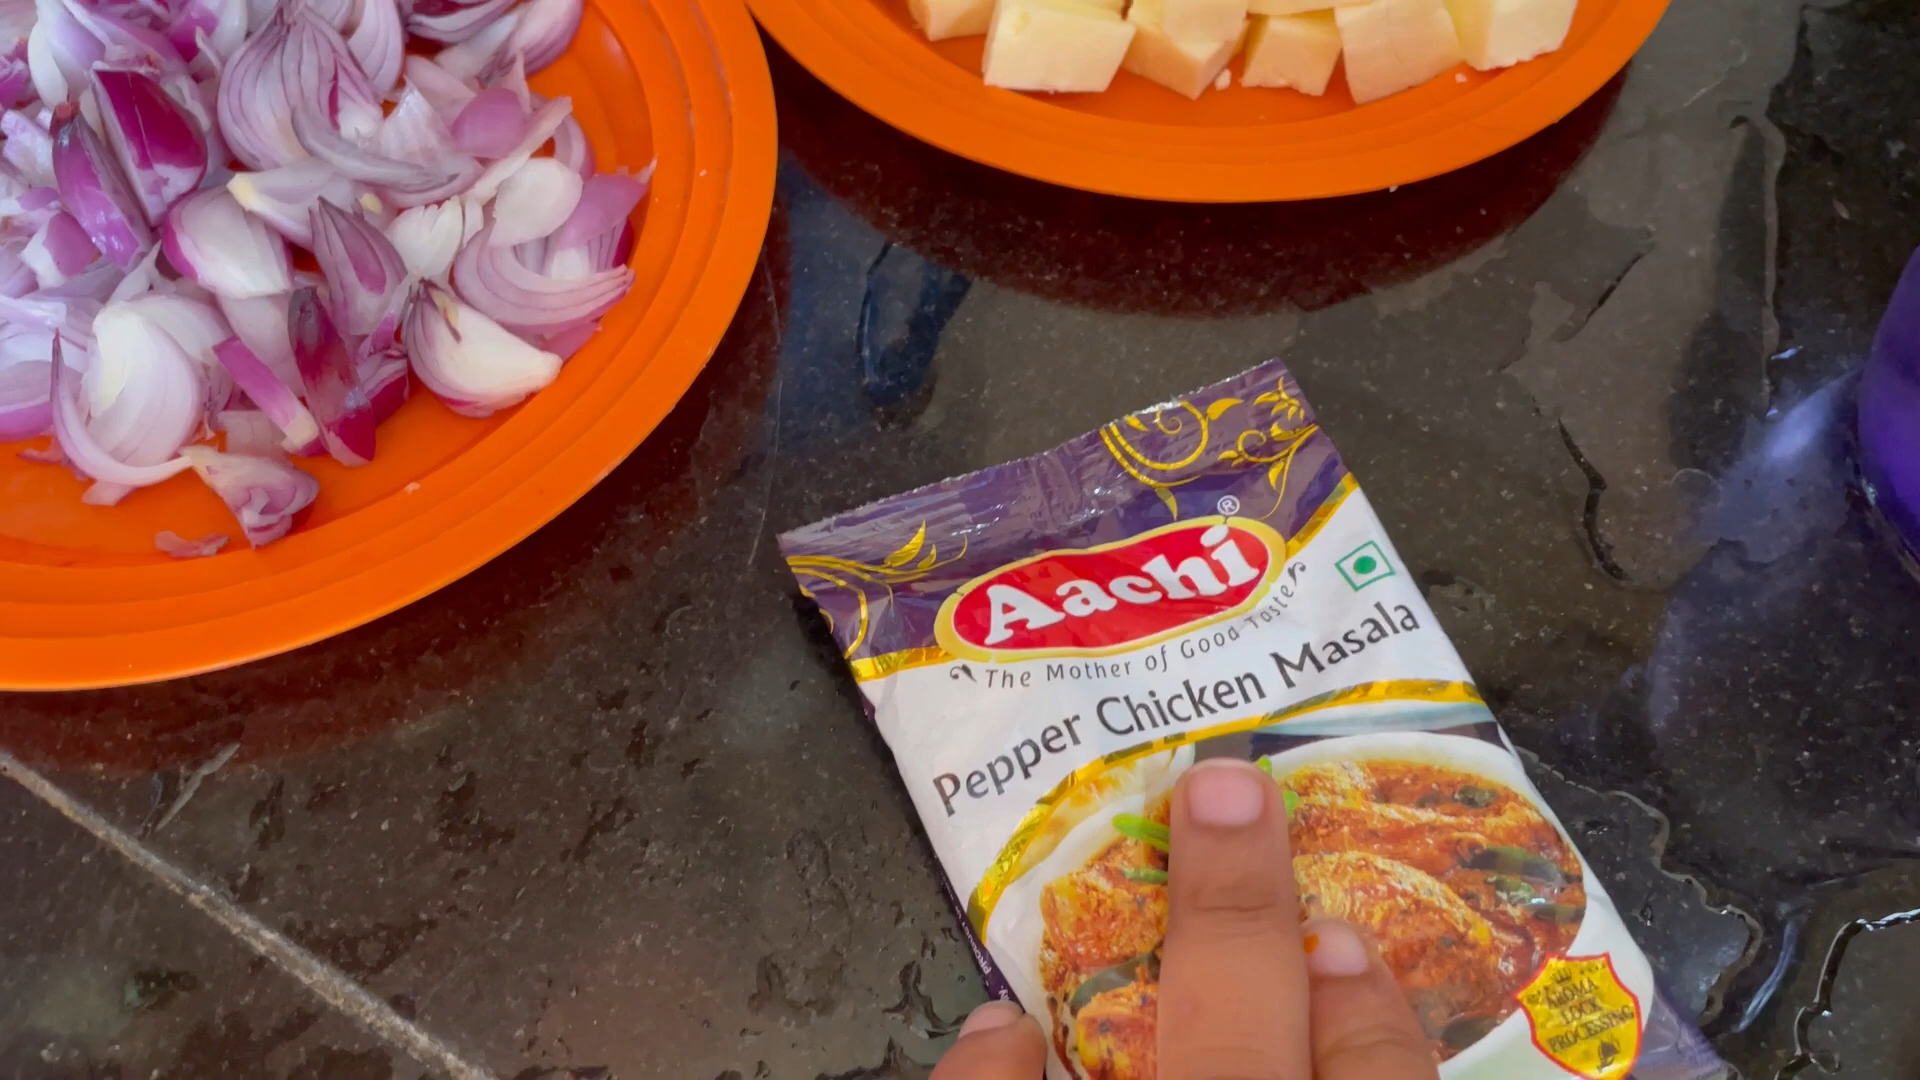 Aachi®
The Mother of Good Taste
Pepper Chicken Masala
AROMA
LOCK
PROCESSING